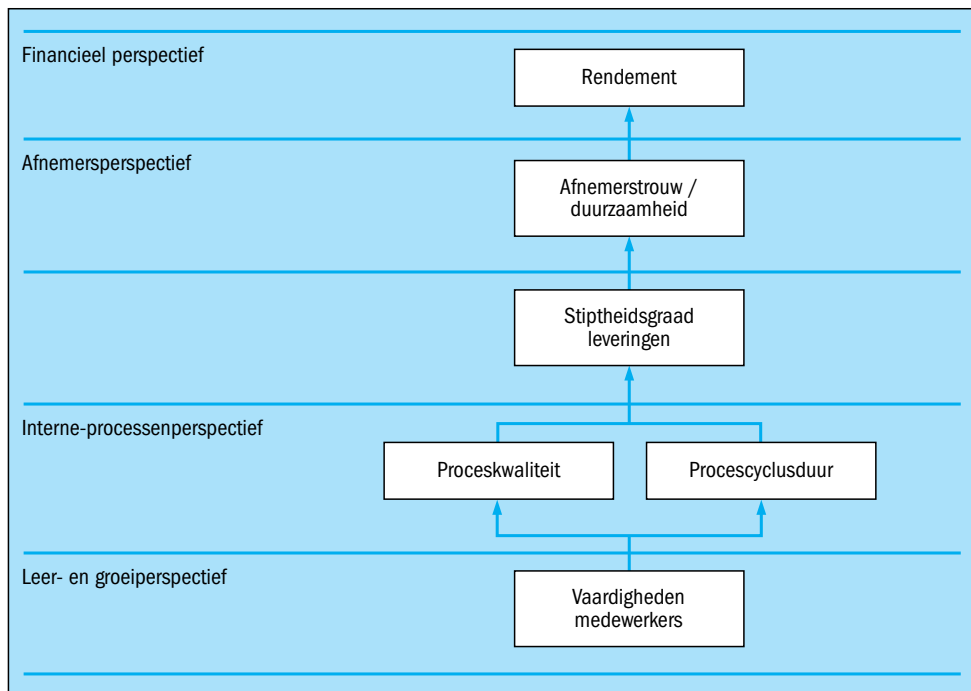 Financieel perspectief
Rendement
Afnemersperspectief
Afnemerstrouw /
duurzaamheid
Stiptheidsgraad
leveringen
Interne-processenperspectief
Proceskwaliteit
Procescyclusduur
Leer- en groeiperspectief
Vaardigheden
medewerkers